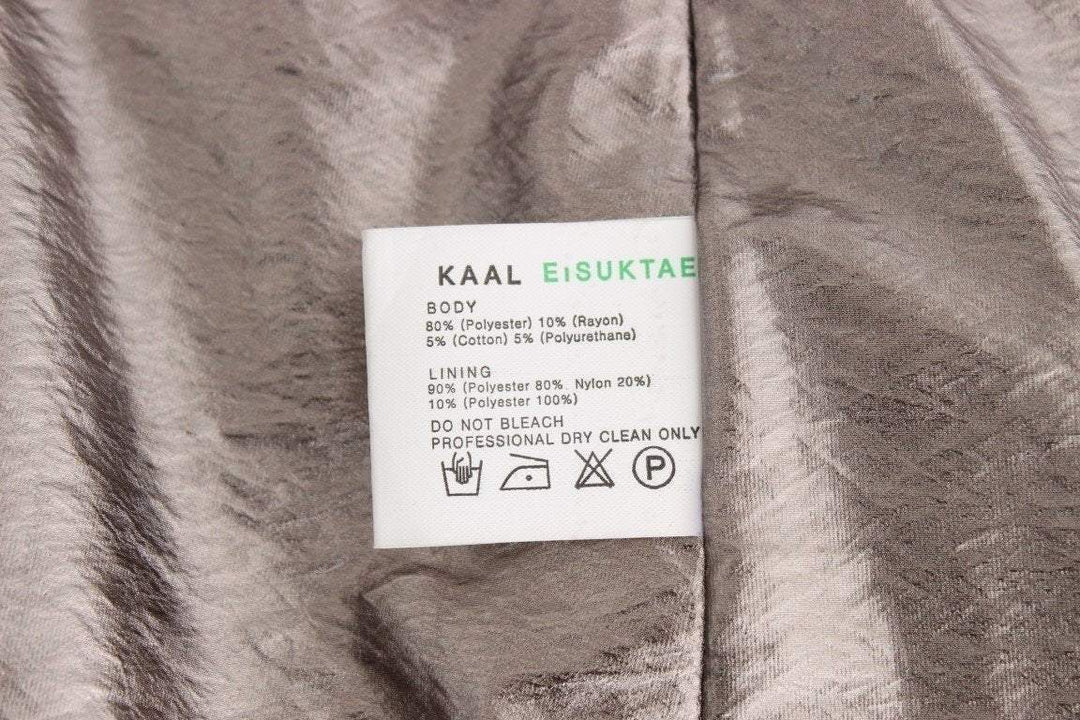 KAAL EiSUKTAE
BODY
80% (Polyester) 10% (Rayon)
5% (Cotton) 5% (Polyurethane)
LINING
90% (Polyester 80% Nylon 20%)
10% (Polyester 100%)
DO NOT BLEACH
PROFESSIONAL DRY CLEAN ONLY
P